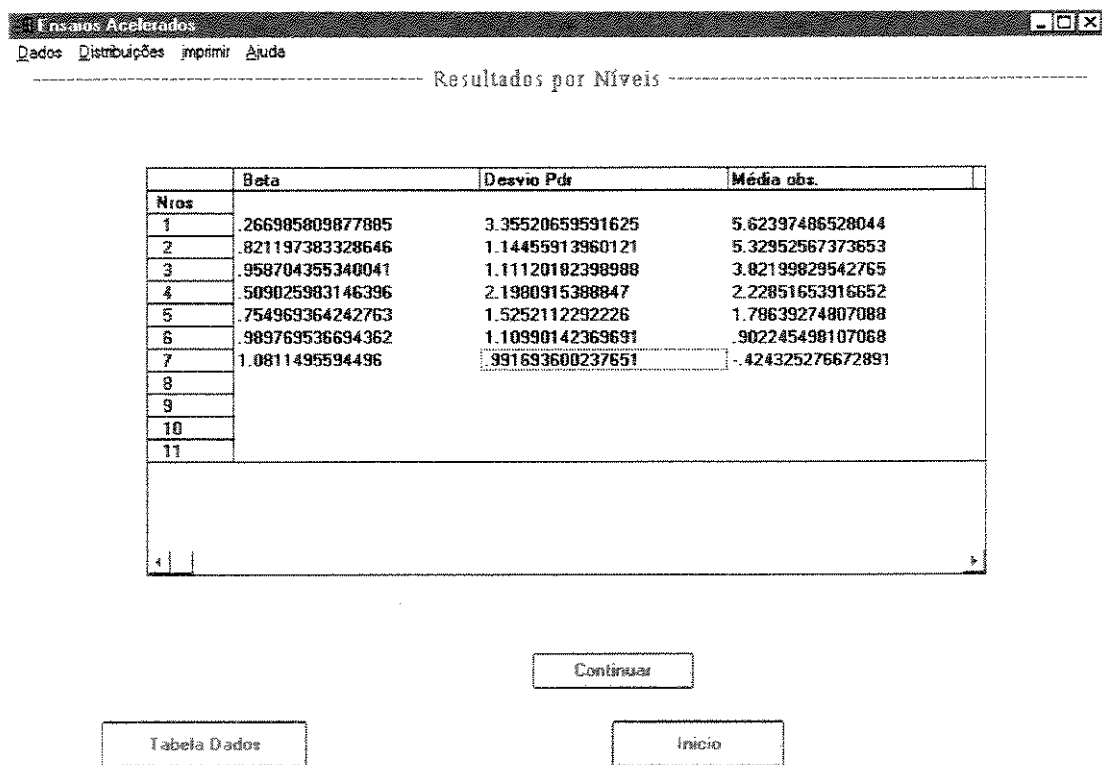 Ensaios Acelerados
Dados Distribuições imprimir Ajuda
Resultados por Níveis
Beta Desvio Pdr Média obs.
Nros
1 .266985809877885 3.35520659591625 5.62397486528044
2 .821197383328646 1.14455913960121 5.32952567373653
3 .958704355340041 1.11120182398988 3.82199829542765
4 .509025983146396 2.1980915388847 2.22851653916652
5 .754969364242763 1.5252112292226 1.78639274807088
6 .989769536694362 1.10990142369691 .902245498107068
7 1.0811495594496 .991693600237651 -.424325276672891
8
9
10
11
Continuar
Tabela Dados Inicio